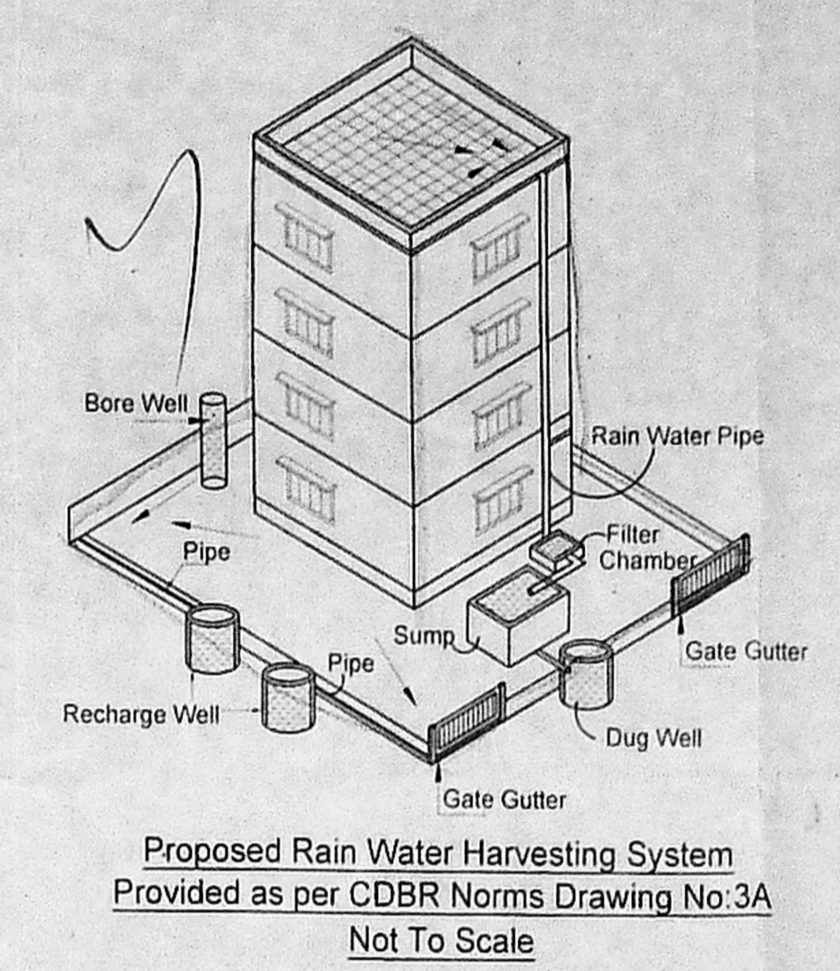 Bore Well
Rain Water Pipe
Filter
Chamber
Pipe
Sump
Gate Gutter
Pipe
Recharge Well
Dug Well
Gate Gutter
Proposed Rain Water Harvesting System
Provided as per CDBR Norms Drawing No:3A
Not To Scale